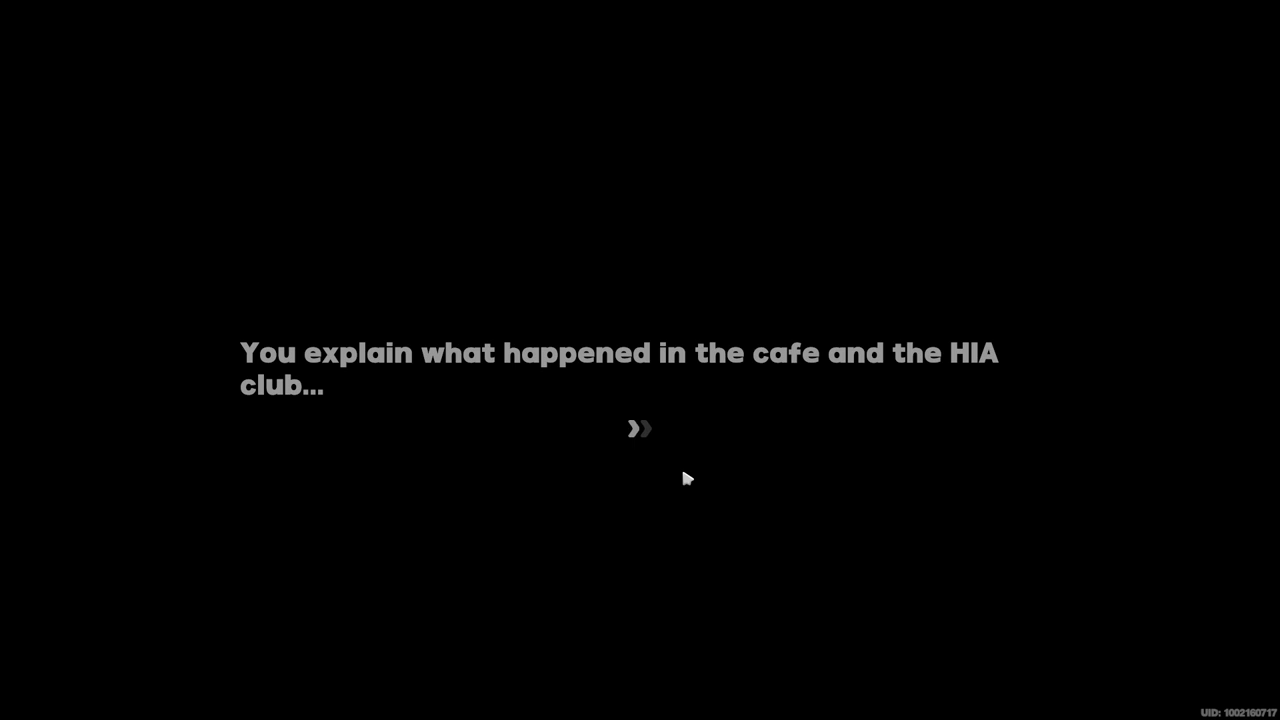 You explain what happened in the cafe and the HIA
club...
UID: 1002160717